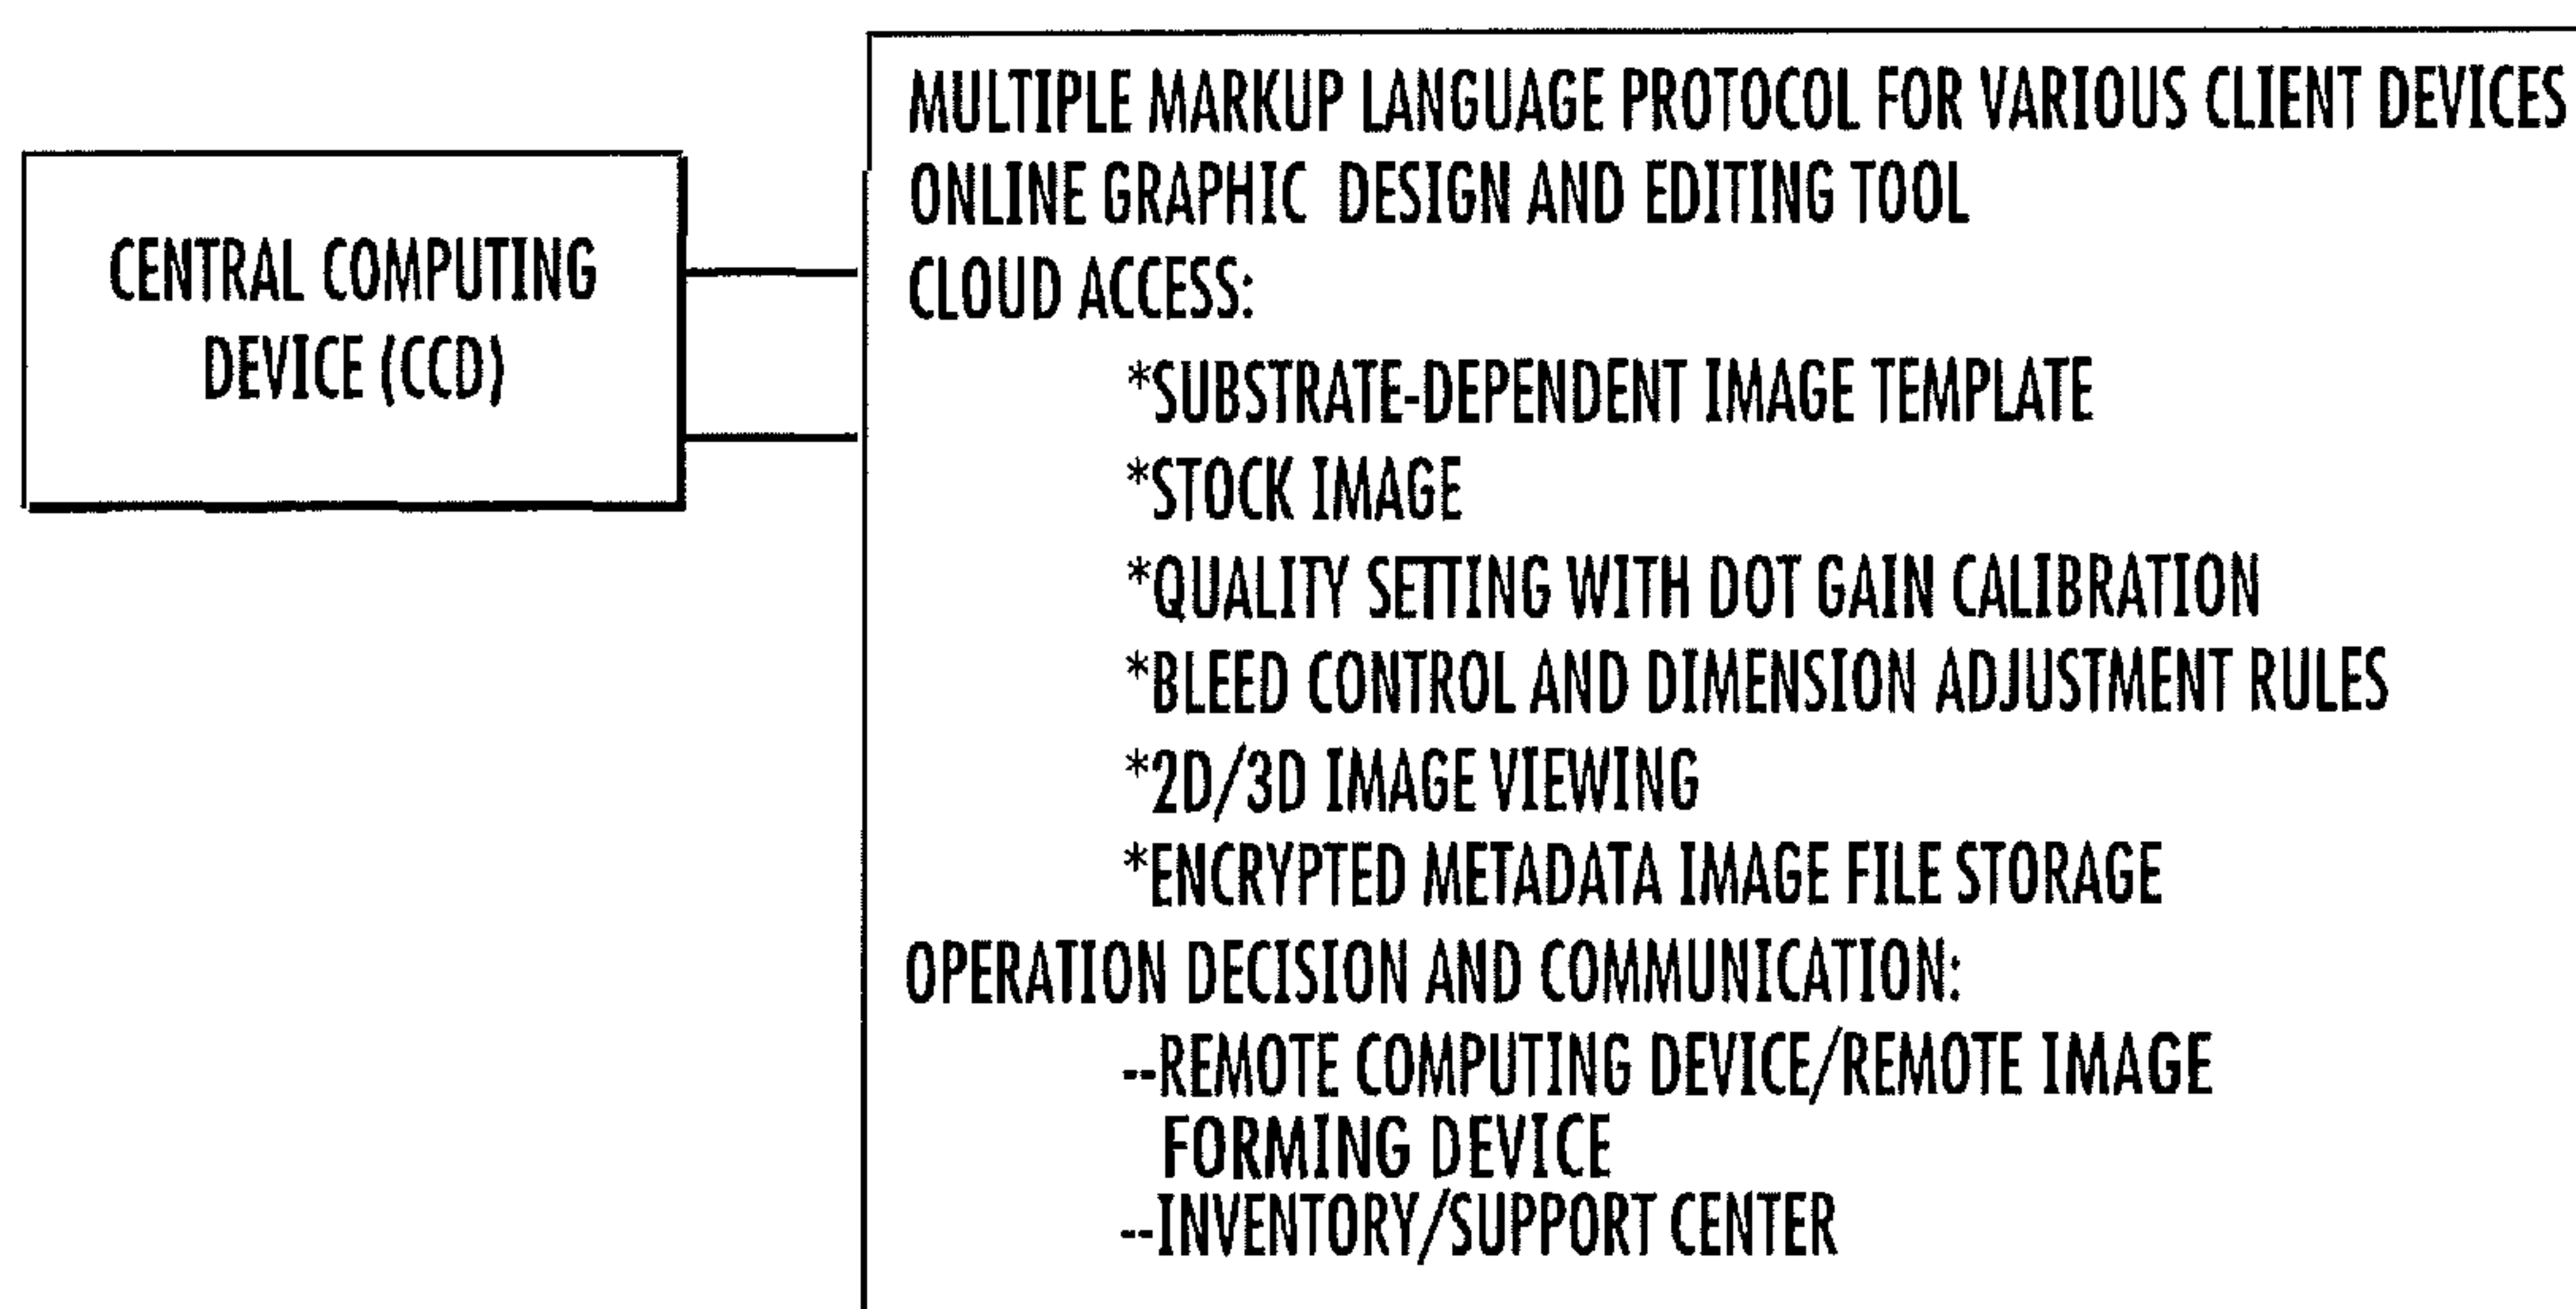 CENTRAL COMPUTING
DEVICE (CCD)
MULTIPLE MARKUP LANGUAGE PROTOCOL FOR VARIOUS CLIENT DEVICES
ONLINE GRAPHIC DESIGN AND EDITING TOOL
CLOUD ACCESS:
*SUBSTRATE-DEPENDENT IMAGE TEMPLATE
*STOCK IMAGE
*QUALITY SETTING WITH DOT GAIN CALIBRATION
*BLEED CONTROL AND DIMENSION ADJUSTMENT RULES
*2D/3D IMAGE VIEWING
*ENCRYPTED METADATA IMAGE FILE STORAGE
OPERATION DECISION AND COMMUNICATION:
--REMOTE COMPUTING DEVICE/REMOTE IMAGE
FORMING DEVICE
--INVENTORY/SUPPORT CENTER